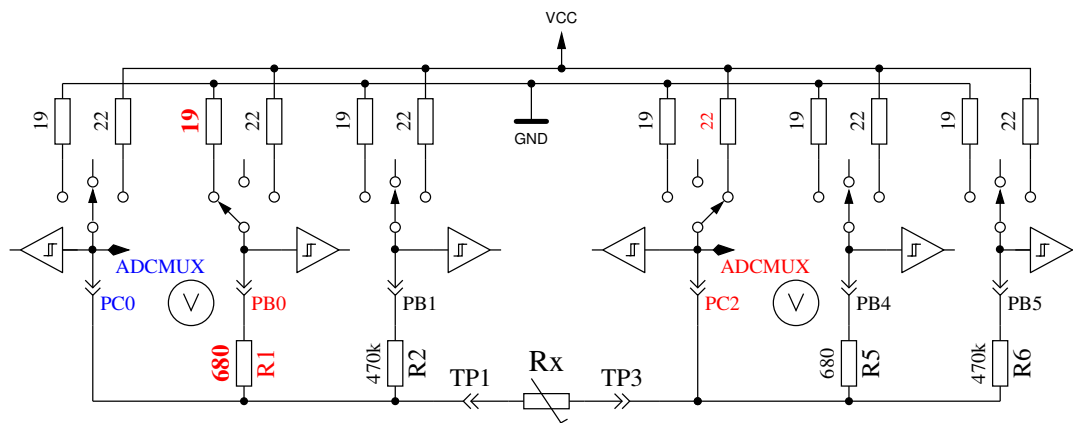 VCC
19
22
19
22
19
22
GND
19
22
19
22
19
22
ADCMUX
PC0
V
PB0
PB1
ADCMUX
PC2
V
PB4
PB5
680
R1
470k
R2
TP1
Rx
TP3
680
R5
470k
R6